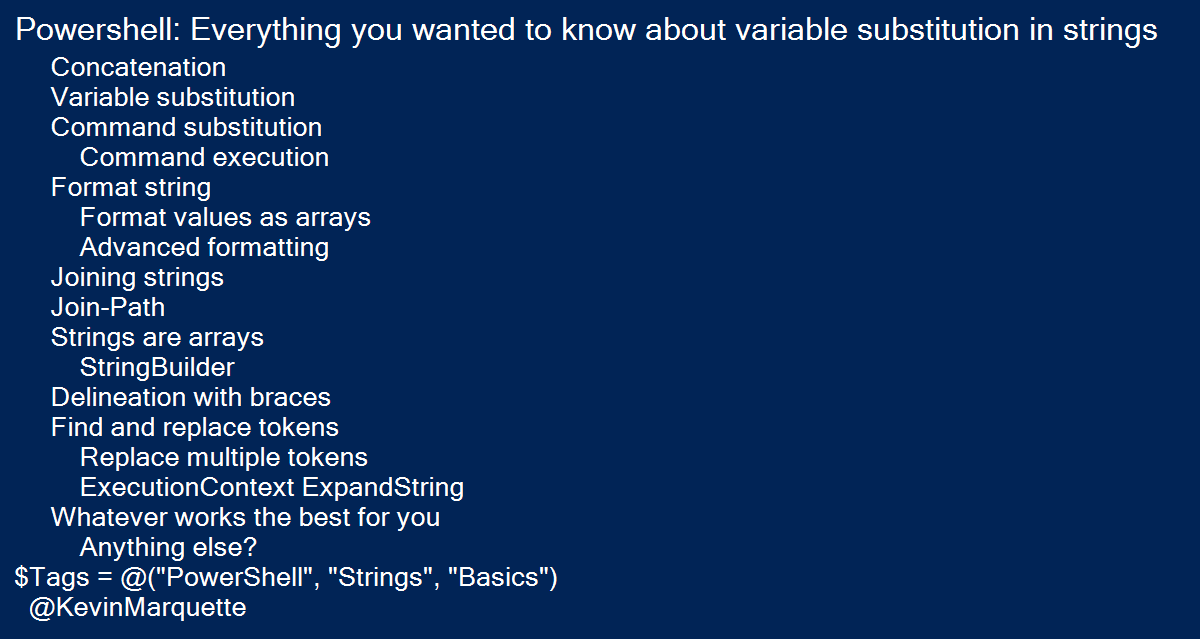 Powershell: Everything you wanted to know about variable substitution in strings
Concatenation
Variable substitution
Command substitution
Command execution
Format string
Format values as arrays
Advanced formatting
Joining strings
Join-Path
Strings are arrays
StringBuilder
Delineation with braces
Find and replace tokens
Replace multiple tokens
ExecutionContext ExpandString
Whatever works the best for you
Anything else?
$Tags = @("PowerShell", "Strings", "Basics")
@KevinMarquette